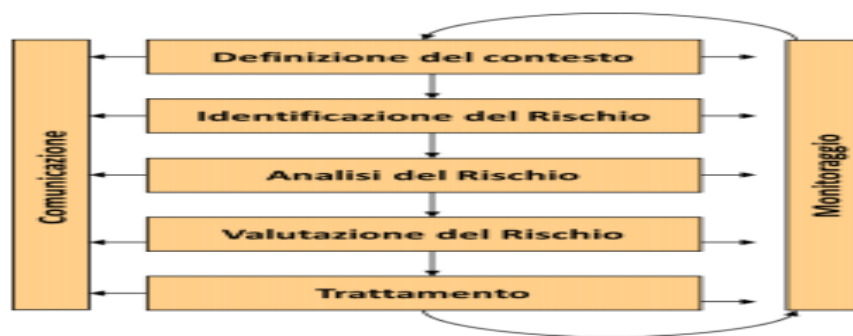 Definizione del contesto
Identificazione del Rischio
Analisi del Rischio
Valutazione del Rischio
Trattamento
Comunicazione
Monitoraggio